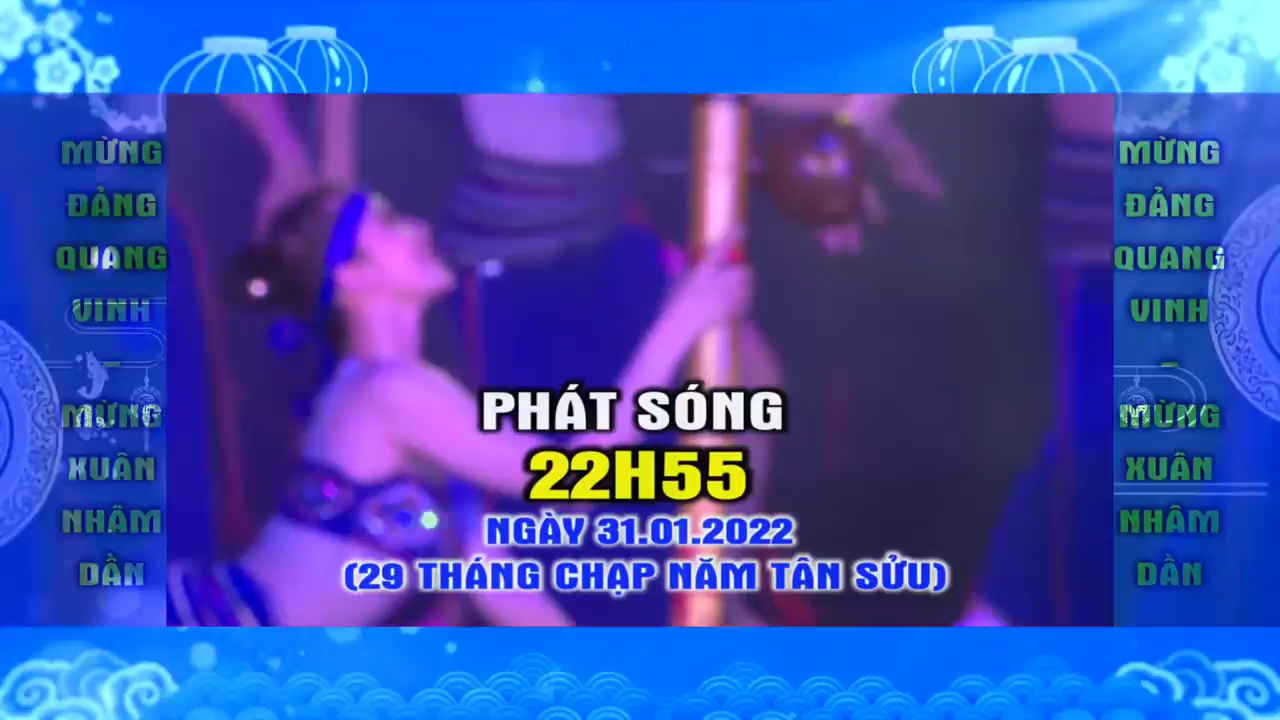 MỪNG
ĐẢNG
QUANG
VINH
-
MỪNG
XUÂN
NHÂM
DẦN
PHÁT SÓNG
22H55
NGÀY 31.01.2022
(29 THÁNG CHẠP NĂM TÂN SỬU)
MỪNG
ĐẢNG
QUANG
VINH
-
MỪNG
XUÂN
NHÂM
DẦN